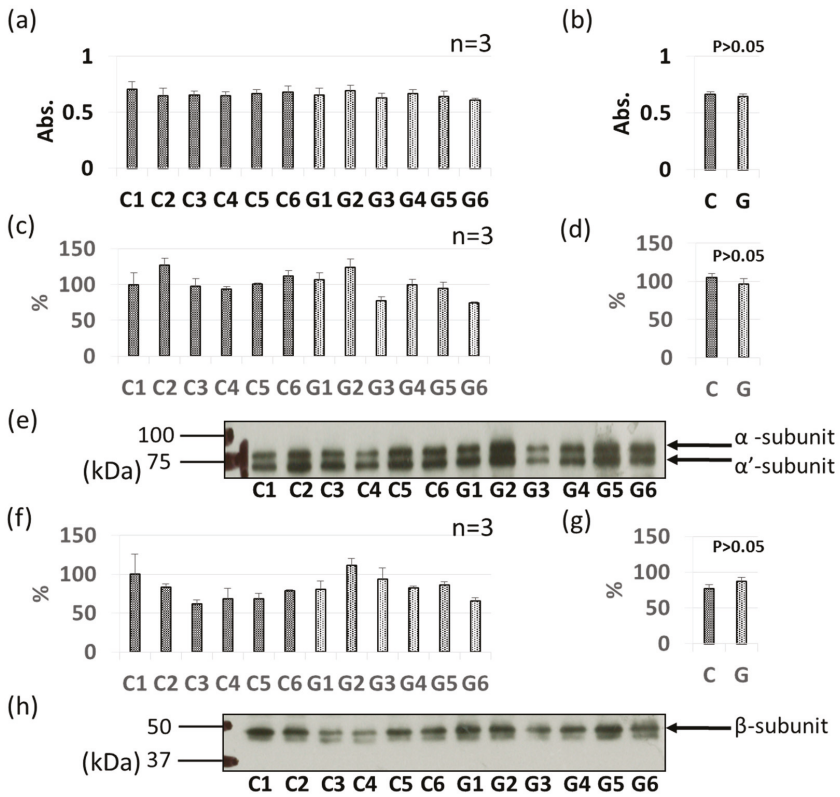 (a)
n=3
Abs.
1
0.5
0
C1 C2 C3 C4 C5 C6 G1 G2 G3 G4 G5 G6
(b)
P>0.05
Abs.
1
0.5
0
C G
(c)
n=3
%
150
100
50
0
C1 C2 C3 C4 C5 C6 G1 G2 G3 G4 G5 G6
(d)
P>0.05
%
150
100
50
0
C G
(e)
100
75
(kDa)
α -subunit
α’-subunit
C1 C2 C3 C4 C5 C6 G1 G2 G3 G4 G5 G6
(f)
n=3
%
150
100
50
0
C1 C2 C3 C4 C5 C6 G1 G2 G3 G4 G5 G6
(g)
P>0.05
%
150
100
50
0
C G
(h)
50
(kDa) 37
β-subunit
C1 C2 C3 C4 C5 C6 G1 G2 G3 G4 G5 G6